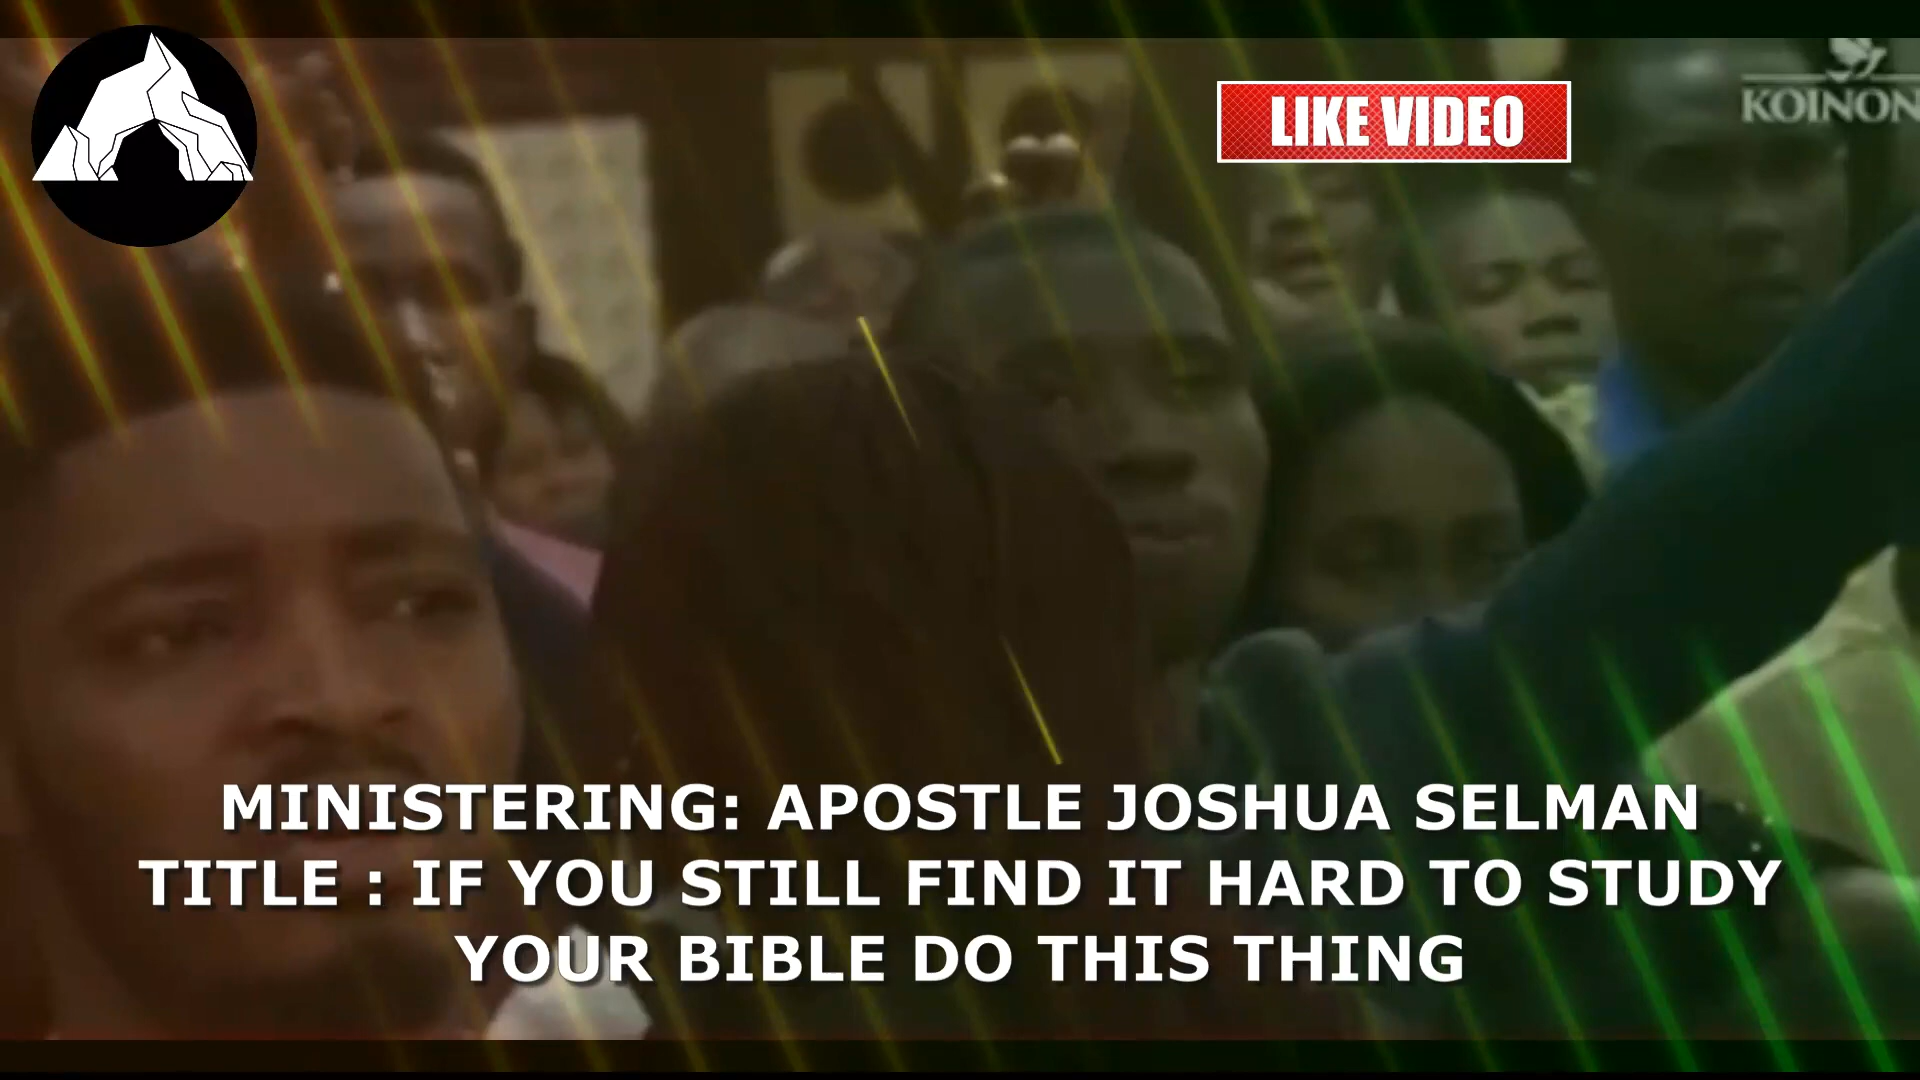 LIKE VIDEO
KOINON
MINISTERING: APOSTLE JOSHUA SELMAN
TITLE : IF YOU STILL FIND IT HARD TO STUDY
YOUR BIBLE DO THIS THING